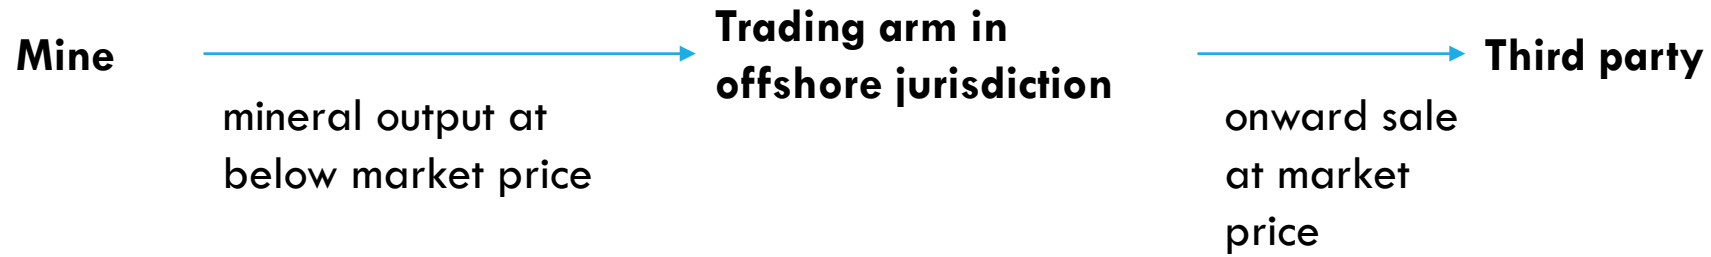 Mine
mineral output at
below market price
Trading arm in
offshore jurisdiction
onward sale
at market
price
Third party